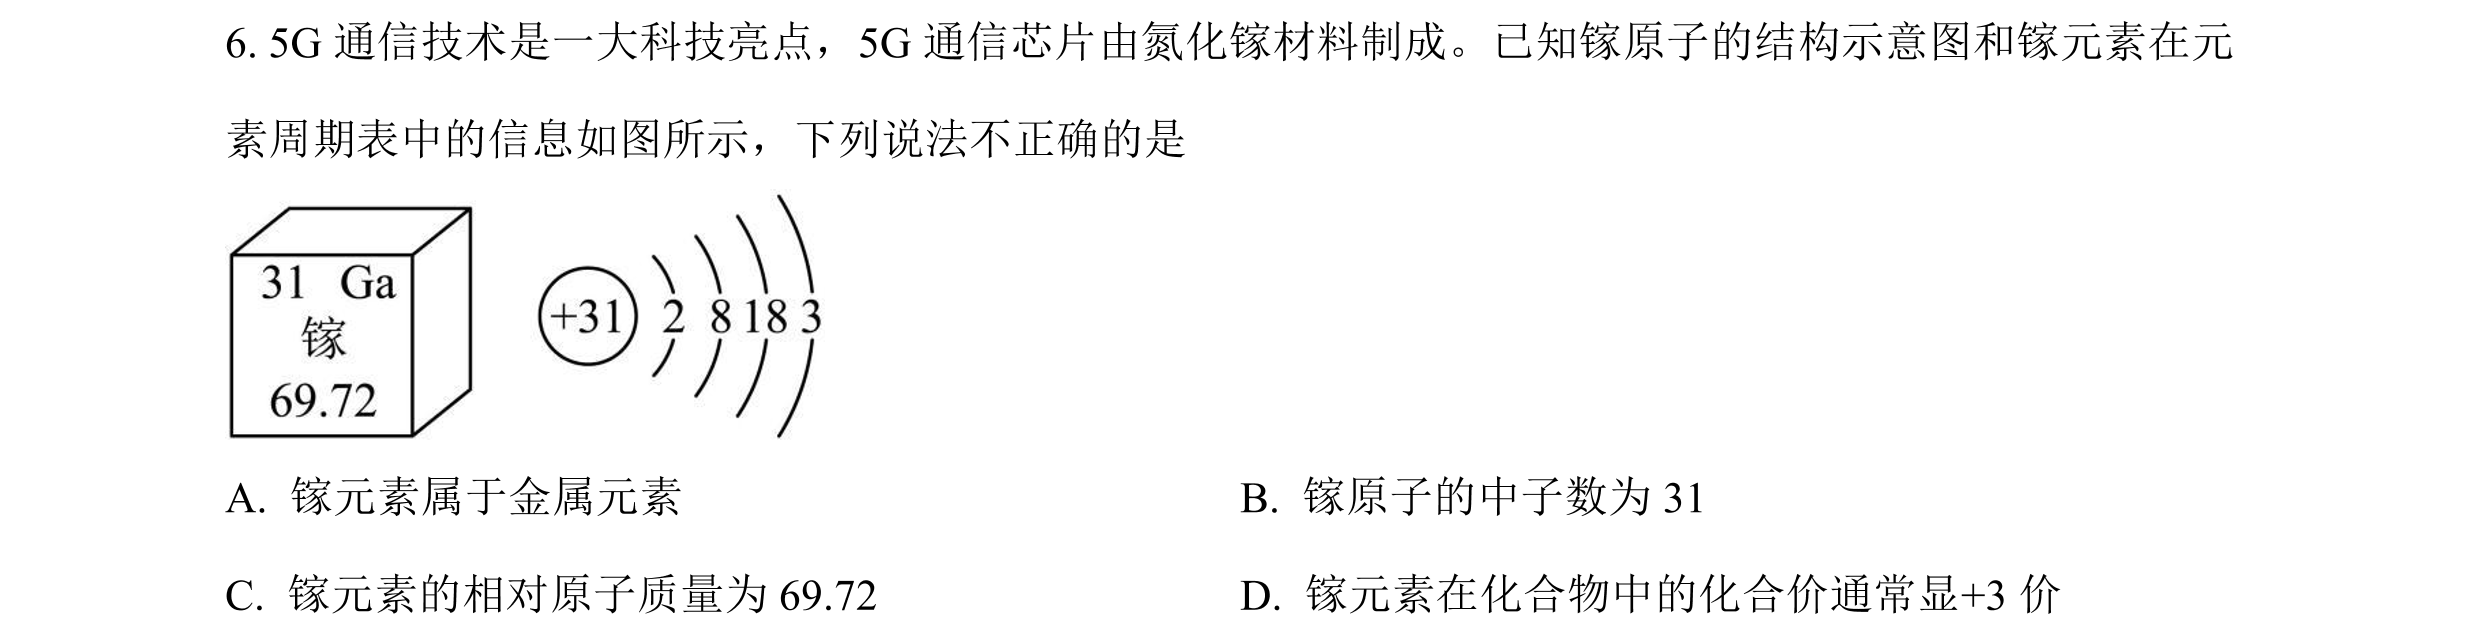 6. 5G 通信技术是一大科技亮点，5G 通信芯片由氮化镓材料制成。已知镓原子的结构示意图和镓元素在元
素周期表中的信息如图所示，下列说法不正确的是
31 Ga
镓
69.72
+31 2 8 18 3
A. 镓元素属于金属元素
B. 镓原子的中子数为 31
C. 镓元素的相对原子质量为 69.72
D. 镓元素在化合物中的化合价通常显+3 价